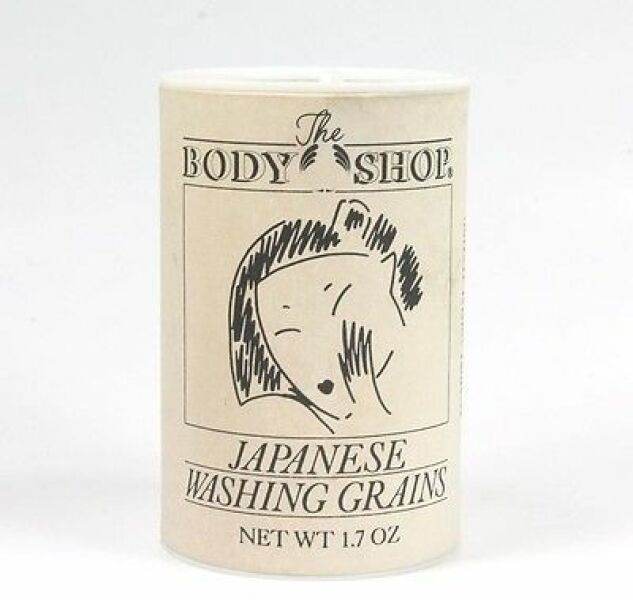 The
BODY SHOP®
JAPANESE
WASHING GRAINS
NET WT 1.7 OZ